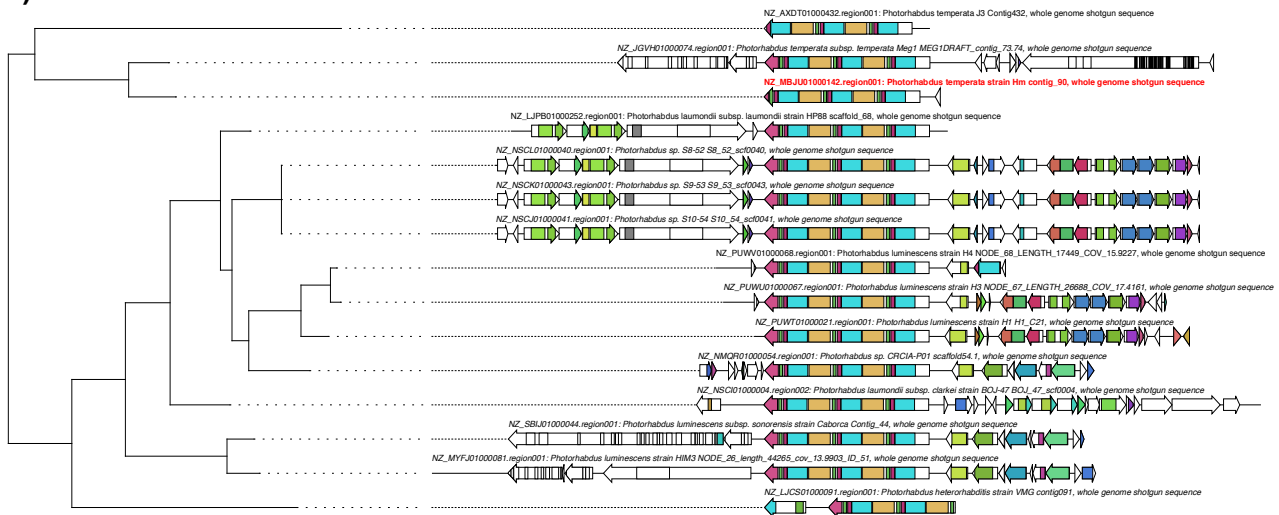 NZ_AXDT01000432.region001: Photorhabdus temperata J3 Contig432, whole genome shotgun sequence
NZ_JGVH01000074.region001: Photorhabdus temperata subsp. temperata Meg1 MEG1DRAFT_contig_73.74, whole genome shotgun sequence
NZ_MBJU01000142.region001: Photorhabdus temperata strain Hm contig_90, whole genome shotgun sequence
NZ_LJPB01000252.region001: Photorhabdus laumondii subsp. laumondii strain HP88 scaffold_68, whole genome shotgun sequence
NZ_NSCL01000040.region001: Photorhabdus sp. S8-52 S8_52_scf0040, whole genome shotgun sequence
NZ_NSCK01000043.region001: Photorhabdus sp. S9-53 S9_53_scf0043, whole genome shotgun sequence
NZ_NSCJ01000041.region001: Photorhabdus sp. S10-54 S10_54_scf0041, whole genome shotgun sequence
NZ_PUWV01000068.region001: Photorhabdus luminescens strain H4 NODE_68_LENGTH_17449_COV_15.9227, whole genome shotgun sequence
NZ_PUWU01000067.region001: Photorhabdus luminescens strain H3 NODE_67_LENGTH_26688_COV_17.4161, whole genome shotgun sequence
NZ_PUWT01000021.region001: Photorhabdus luminescens strain H1 H1_C21, whole genome shotgun sequence
NZ_NMQR01000054.region001: Photorhabdus sp. CRCIA-P01 scaffold54.1, whole genome shotgun sequence
NZ_NSCI01000004.region002: Photorhabdus laumondii subsp. clarkei strain BOJ-47 BOJ_47_scf0004, whole genome shotgun sequence
NZ_SBIJ01000044.region001: Photorhabdus luminescens subsp. sonorensis strain Caborca Contig_44, whole genome shotgun sequence
NZ_MYFJ01000081.region001: Photorhabdus luminescens strain HIM3 NODE_26_length_44265_cov_13.9903_ID_51, whole genome shotgun sequence
NZ_LJCS01000091.region001: Photorhabdus heterorhabditis strain VMG contig091, whole genome shotgun sequence